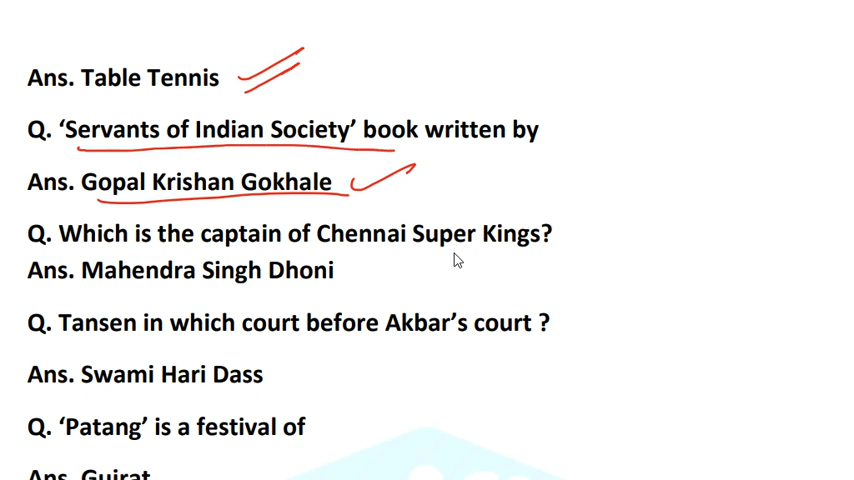 Ans. Table Tennis
Q. ‘Servants of Indian Society’ book written by
Ans. Gopal Krishan Gokhale
Q. Which is the captain of Chennai Super Kings?
Ans. Mahendra Singh Dhoni
Q. Tansen in which court before Akbar’s court ?
Ans. Swami Hari Dass
Q. ‘Patang’ is a festival of
Ans. Gujrat